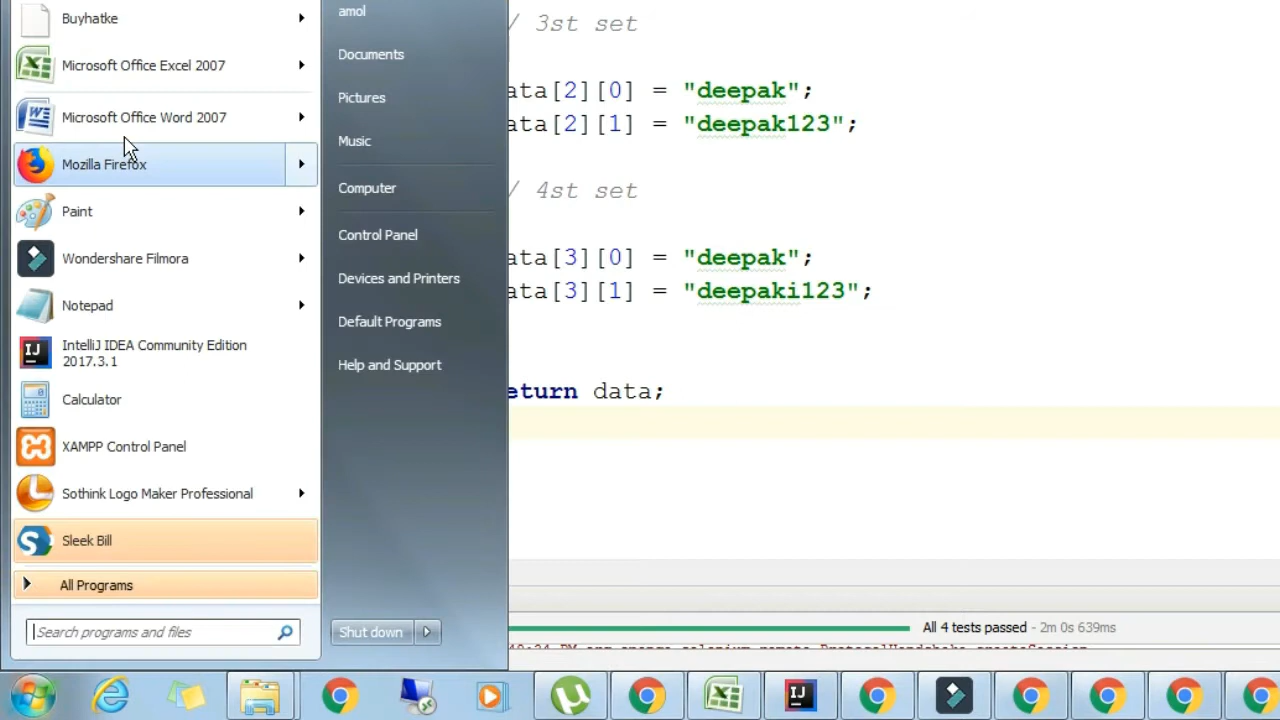 Buyhatke
Microsoft Office Excel 2007
Microsoft Office Word 2007
Mozilla Firefox
Paint
Wondershare Filmora
Notepad
IntelliJ IDEA Community Edition
2017.3.1
Calculator
XAMPP Control Panel
Sothink Logo Maker Professional
Sleek Bill
All Programs
Search programs and files
amol
Documents
Pictures
Music
Computer
Control Panel
Devices and Printers
Default Programs
Help and Support
Shut down
/ 3st set
ata[2][0] = "deepak";
ata[2][1] = "deepak123";
/ 4st set
ata[3][0] = "deepak";
ata[3][1] = "deepaki123";
eturn data;
All 4 tests passed - 2m 0s 639ms